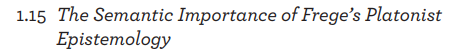 1.15 The Semantic Importance of Frege's Platonist
Epistemology